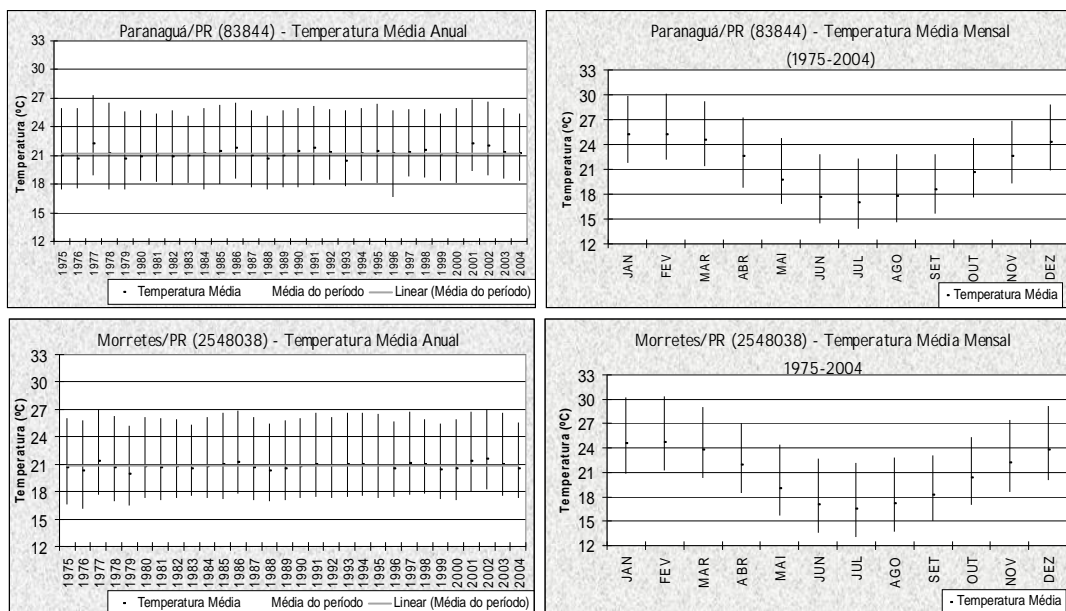 Paranaguá/PR (83844) - Temperatura Média Anual
Temperatura (ºC)
33
30
27
24
21
18
15
12
1975 1976 1977 1978 1979 1980 1981 1982 1983 1984 1985 1986 1987 1988 1989 1990 1991 1992 1993 1994 1995 1996 1997 1998 1999 2000 2001 2002 2003 2004
Temperatura Média Média do período Linear (Média do período)
Paranaguá/PR (83844) - Temperatura Média Mensal
(1975-2004)
Temperatura (ºC)
33
30
27
24
21
18
15
12
JAN FEV MAR ABR MAI JUN JUL AGO SET OUT NOV DEZ
Temperatura Média
Morretes/PR (2548038) - Temperatura Média Anual
Temperatura (ºC)
33
30
27
24
21
18
15
12
1975 1976 1977 1978 1979 1980 1981 1982 1983 1984 1985 1986 1987 1988 1989 1990 1991 1992 1993 1994 1995 1996 1997 1998 1999 2000 2001 2002 2003 2004
Temperatura Média Média do período Linear (Média do período)
Morretes/PR (2548038) - Temperatura Média Mensal
1975-2004
Temperatura (ºC)
33
30
27
24
21
18
15
12
JAN FEV MAR ABR MAI JUN JUL AGO SET OUT NOV DEZ
Temperatura Média